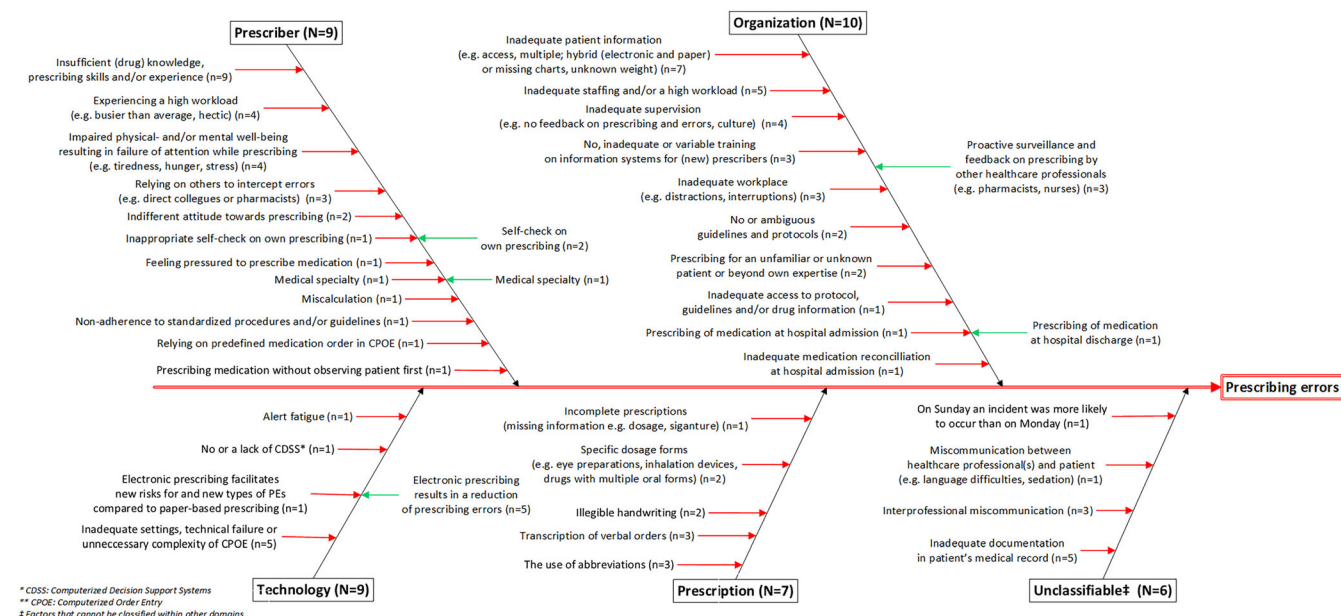 Prescriber (N=9)
Insufficient (drug) knowledge,
prescribing skills and/or experience (n=9)
Experiencing a high workload
(e.g. busier than average, hectic) (n=4)
Impaired physical- and/or mental well-being
resulting in failure of attention while prescribing
(e.g. tiredness, hunger, stress) (n=4)
Relying on others to intercept errors
(e.g. direct collegues or pharmacists) (n=3)
Indifferent attitude towards prescribing (n=2)
Inappropriate self-check on own prescribing (n=1)
Self-check on
own prescribing (n=2)
Feeling pressured to prescribe medication (n=1)
Medical specialty (n=1)
Medical specialty (n=1)
Miscalculation (n=1)
Non-adherence to standardized procedures and/or guidelines (n=1)
Relying on predefined medication order in CPOE (n=1)
Prescribing medication without observing patient first (n=1)
Organization (N=10)
Inadequate patient information
(e.g. access, multiple; hybrid (electronic and paper)
or missing charts, unknown weight) (n=7)
Inadequate staffing and/or a high workload (n=5)
Inadequate supervision
(e.g. no feedback on prescribing and errors, culture) (n=4)
No, inadequate or variable training
on information systems for (new) prescribers (n=3)
Proactive surveillance and
feedback on prescribing by
other healthcare professionals
(e.g. pharmacists, nurses) (n=3)
Inadequate workplace
(e.g. distractions, interruptions) (n=3)
No or ambiguous
guidelines and protocols (n=2)
Prescribing for an unfamiliar or unknown
patient or beyond own expertise (n=2)
Inadequate access to protocol,
guidelines and/or drug information (n=1)
Prescribing of medication at hospital admission (n=1)
Prescribing of medication
at hospital discharge (n=1)
Inadequate medication reconcilliation
at hospital admission (n=1)
Prescribing errors
Alert fatigue (n=1)
No or a lack of CDSS* (n=1)
Electronic prescribing facilitates
new risks for and new types of PEs
compared to paper-based prescribing (n=1)
Electronic prescribing
results in a reduction
of prescribing errors (n=5)
Inadequate settings, technical failure or
unneccessary complexity of CPOE (n=5)
Technology (N=9)
Incomplete prescriptions
(missing information e.g. dosage, siganture) (n=1)
Specific dosage forms
(e.g. eye preparations, inhalation devices,
drugs with multiple oral forms) (n=2)
Illegible handwriting (n=2)
Transcription of verbal orders (n=3)
The use of abbreviations (n=3)
Prescription (N=7)
On Sunday an incident was more likely
to occur than on Monday (n=1)
Miscommunication between
healthcare professional(s) and patient
(e.g. language difficulties, sedation) (n=1)
Interprofessional miscommunication (n=3)
Inadequate documentation
in patient's medical record (n=5)
Unclassifiable‡ (N=6)
* CDSS: Computerized Decision Support Systems
** CPOE: Computerized Order Entry
‡ Factors that cannot be classified within other domains